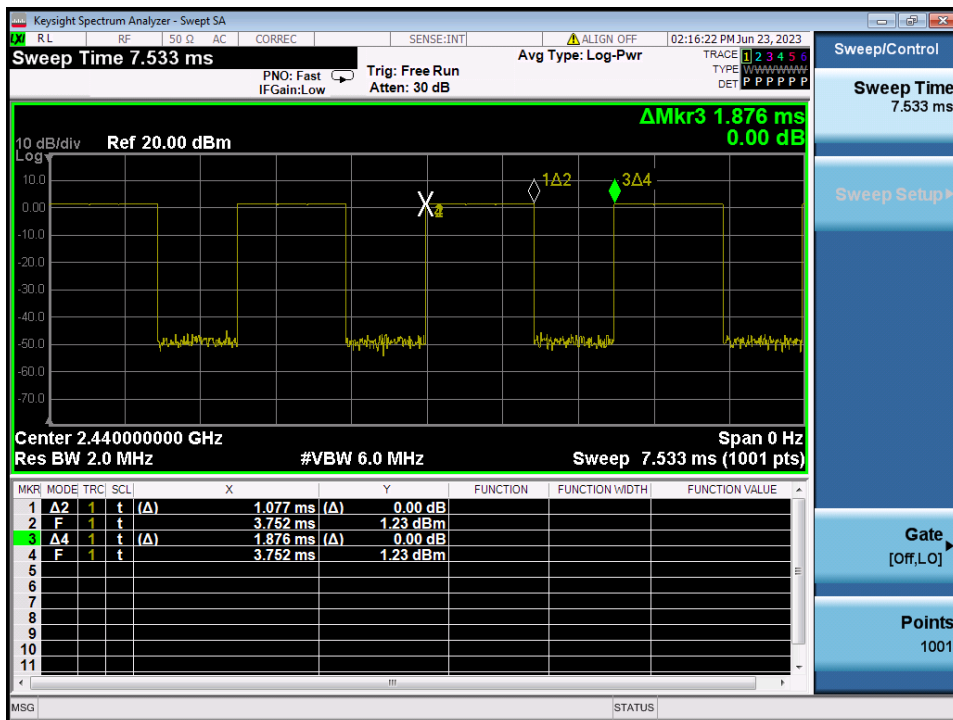 Keysight Spectrum Analyzer - Swept SA
LXI RL RF 50 Ω AC CORREC SENSE:INT ALIGN OFF 02:16:22 PM Jun 23, 2023
Sweep Time 7.533 ms
PNO: Fast
IFGain:Low
Trig: Free Run
Atten: 30 dB
Avg Type: Log-Pwr
TRACE 1 2 3 4 5 6
TYPE WWWWWW
DET P P P P P P
ΔMkr3 1.876 ms
0.00 dB
10 dB/div Ref 20.00 dBm
Log
10.0
0.00
-10.0
-20.0
-30.0
-40.0
-50.0
-60.0
-70.0
1Δ2
3Δ4
X
Center 2.440000000 GHz Span 0 Hz
Res BW 2.0 MHz #VBW 6.0 MHz Sweep 7.533 ms (1001 pts)
MKR MODE TRC SCL X Y FUNCTION FUNCTION WIDTH FUNCTION VALUE
1 Δ2 1 t (Δ) 1.077 ms (Δ) 0.00 dB
2 F 1 t 3.752 ms 1.23 dBm
3 Δ4 1 t (Δ) 1.876 ms (Δ) 0.00 dB
4 F 1 t 3.752 ms 1.23 dBm
5
6
7
8
9
10
11
MSG STATUS
Sweep/Control
Sweep Time
7.533 ms
Sweep Setup
Gate
[Off,LO]
Points
1001